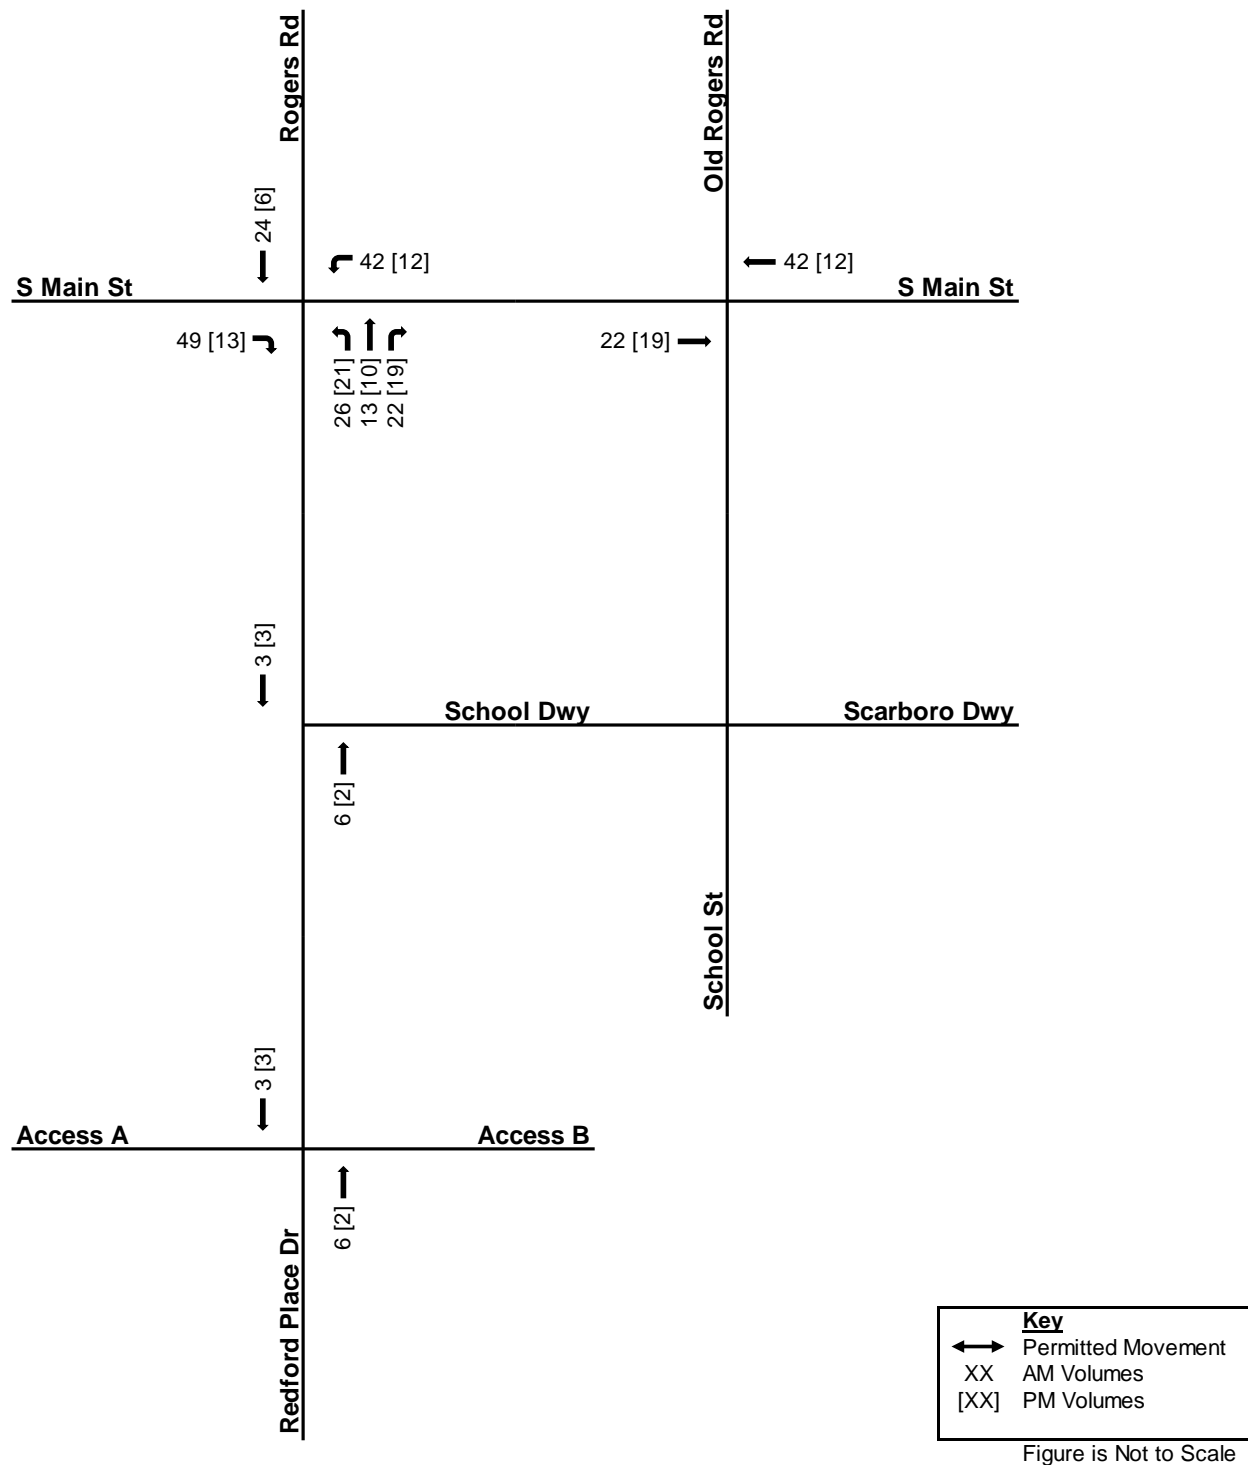 Rogers Rd
Old Rogers Rd
24 [6]
42 [12]
42 [12]
S Main St
S Main St
49 [13]
26 [21]
13 [10]
22 [19]
22 [19]
3 [3]
School Dwy
Scarboro Dwy
6 [2]
School St
3 [3]
Access A
Access B
6 [2]
Redford Place Dr
Key
Permitted Movement
XX AM Volumes
[XX] PM Volumes
Figure is Not to Scale